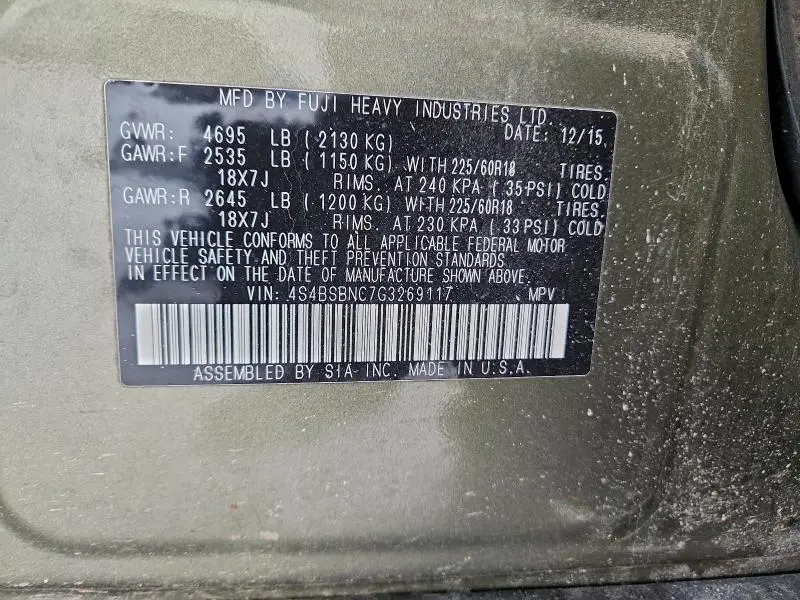 MFD BY FUJI HEAVY INDUSTRIES LTD.
DATE: 12/15
GVWR: 4695 LB (2130 KG)
GAWR:F 2535 LB (1150 KG) WITH 225/60R18 TIRES.
18X7J RIMS. AT 240 KPA (35 PSI) COLD
GAWR:R 2645 LB (1200 KG) WITH 225/60R18 TIRES.
18X7J RIMS. AT 230 KPA (33 PSI) COLD
THIS VEHICLE CONFORMS TO ALL APPLICABLE FEDERAL MOTOR
VEHICLE SAFETY AND THEFT PREVENTION STANDARDS
IN EFFECT ON THE DATE OF MANUFACTURE SHOWN ABOVE.
VIN: 4S4BSBNC7G3269117 MPV
ASSEMBLED BY SIA INC. MADE IN U.S.A.